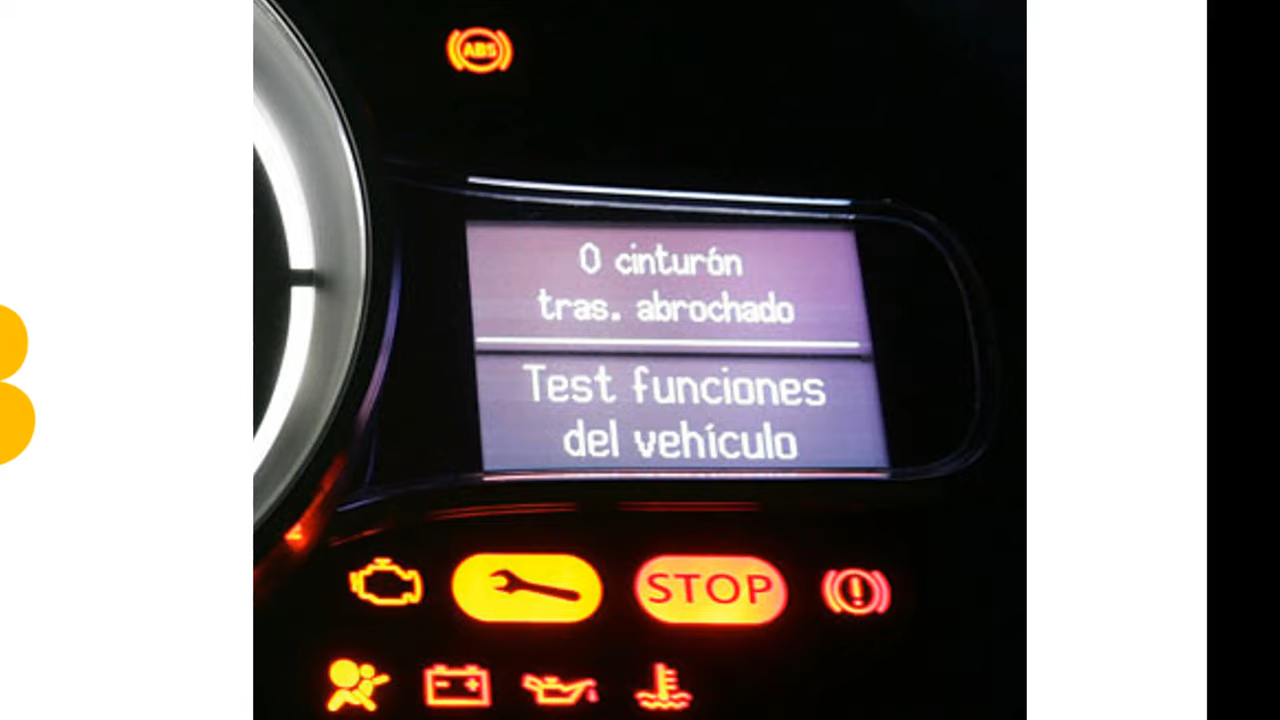 ABS
0 cinturón
tras. abrochado
Test funciones
del vehículo
STOP